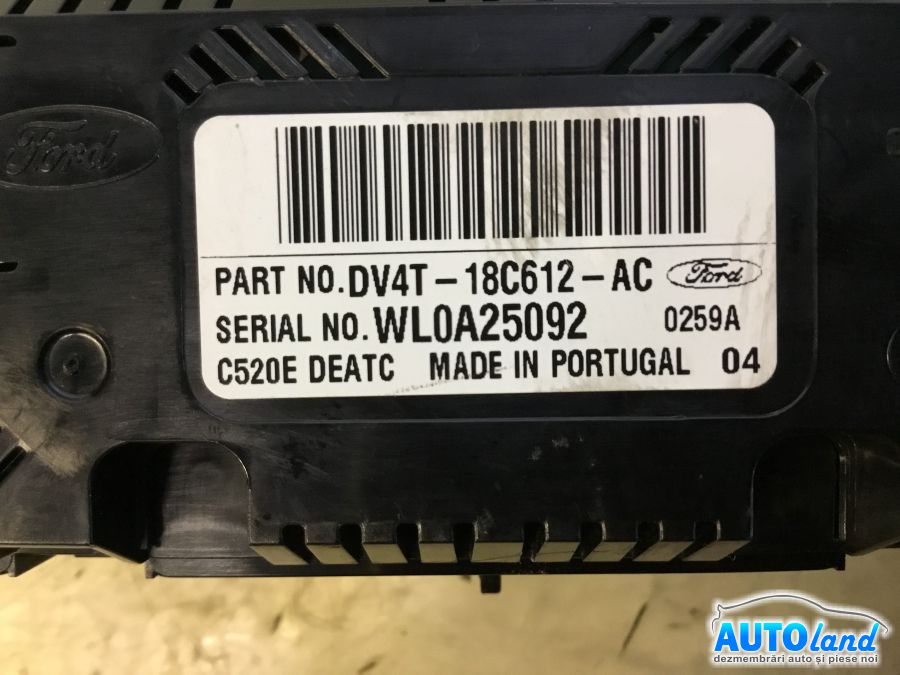 Ford
PART NO. DV4T-18C612-AC Ford
SERIAL NO. WL0A25092 0259A
C520E DEATC MADE IN PORTUGAL 04
AUTOland
dezmembrări auto și piese noi